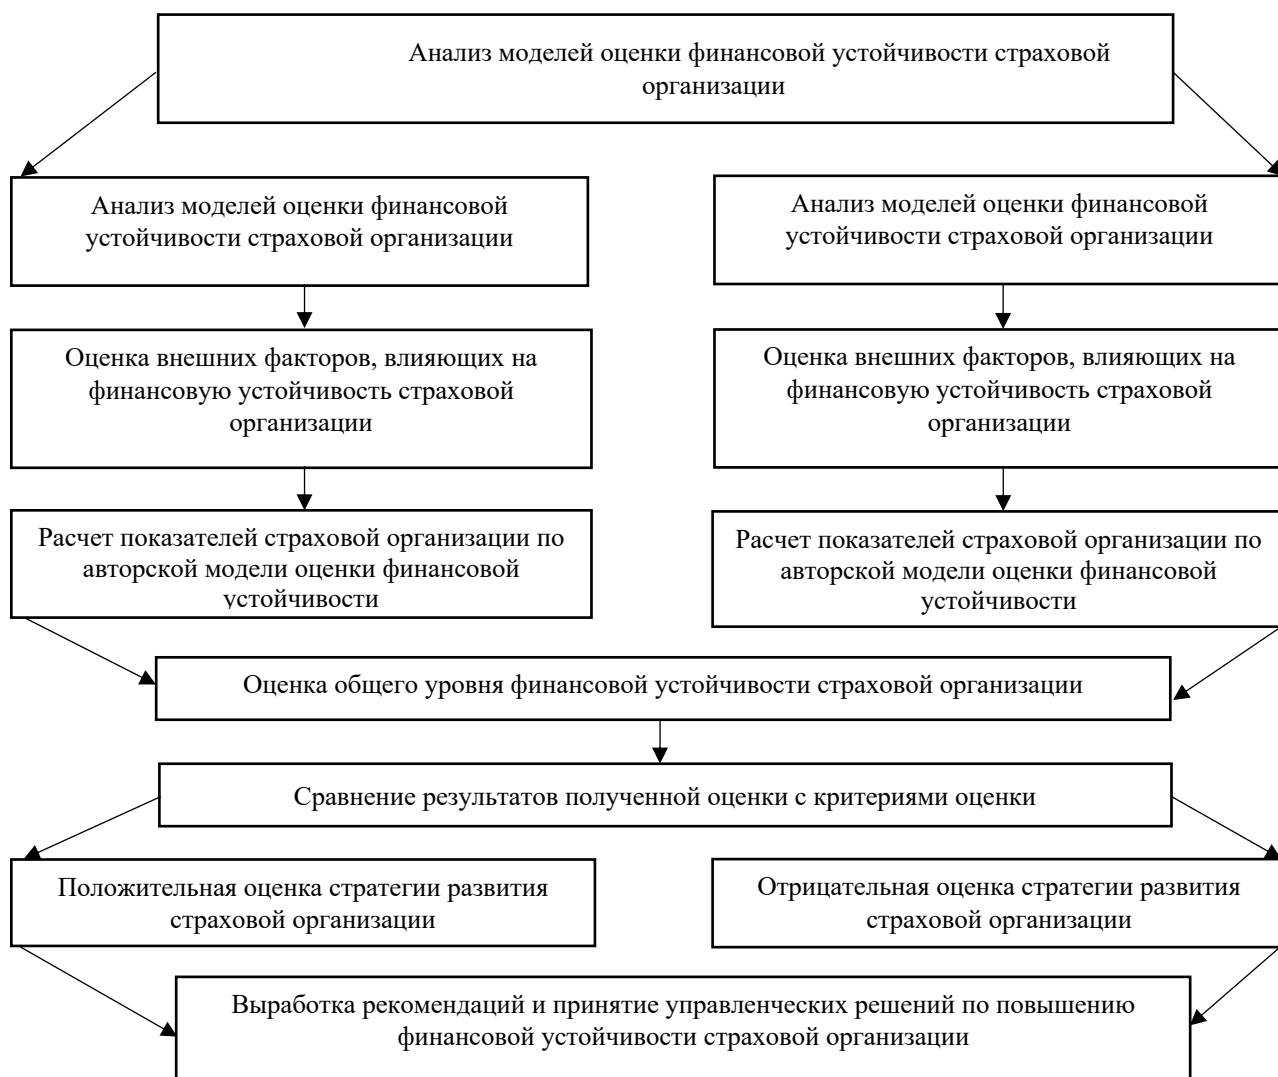 Анализ моделей оценки финансовой устойчивости страховой
организации
Анализ моделей оценки финансовой
устойчивости страховой организации
Анализ моделей оценки финансовой
устойчивости страховой организации
Оценка внешних факторов, влияющих на
финансовую устойчивость страховой
организации
Оценка внешних факторов, влияющих на
финансовую устойчивость страховой
организации
Расчет показателей страховой организации по
авторской модели оценки финансовой
устойчивости
Расчет показателей страховой организации по
авторской модели оценки финансовой
устойчивости
Оценка общего уровня финансовой устойчивости страховой организации
Сравнение результатов полученной оценки с критериями оценки
Положительная оценка стратегии развития
страховой организации
Отрицательная оценка стратегии развития
страховой организации
Выработка рекомендаций и принятие управленческих решений по повышению
финансовой устойчивости страховой организации